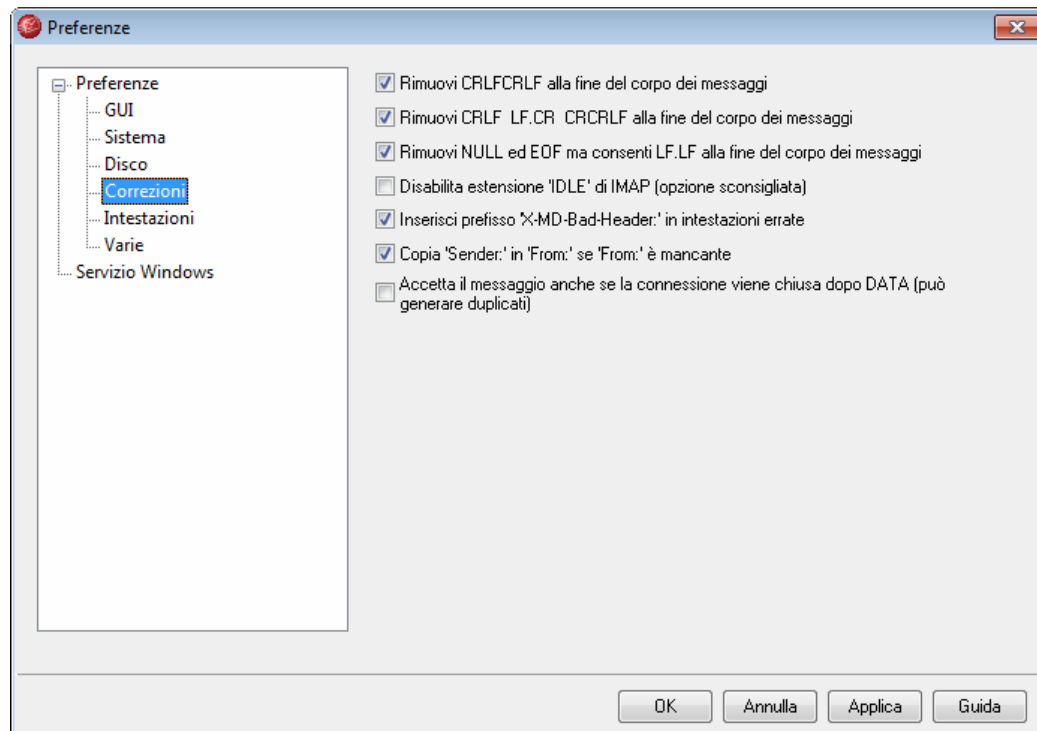 Preferenze
Preferenze
GUI
Sistema
Disco
Correzioni
Intestazioni
Varie
Servizio Windows
Rimuovi CRLFCRLF alla fine del corpo dei messaggi
Rimuovi CRLF LF.CR CRCRLF alla fine del corpo dei messaggi
Rimuovi NULL ed EOF ma consenti LF.LF alla fine del corpo dei messaggi
Disabilita estensione 'IDLE' di IMAP (opzione sconsigliata)
Inserisci prefisso 'X-MD-Bad-Header:' in intestazioni errate
Copia 'Sender:' in 'From:' se 'From:' è mancante
Accetta il messaggio anche se la connessione viene chiusa dopo DATA (può
generare duplicati)
OK Annulla Applica Guida